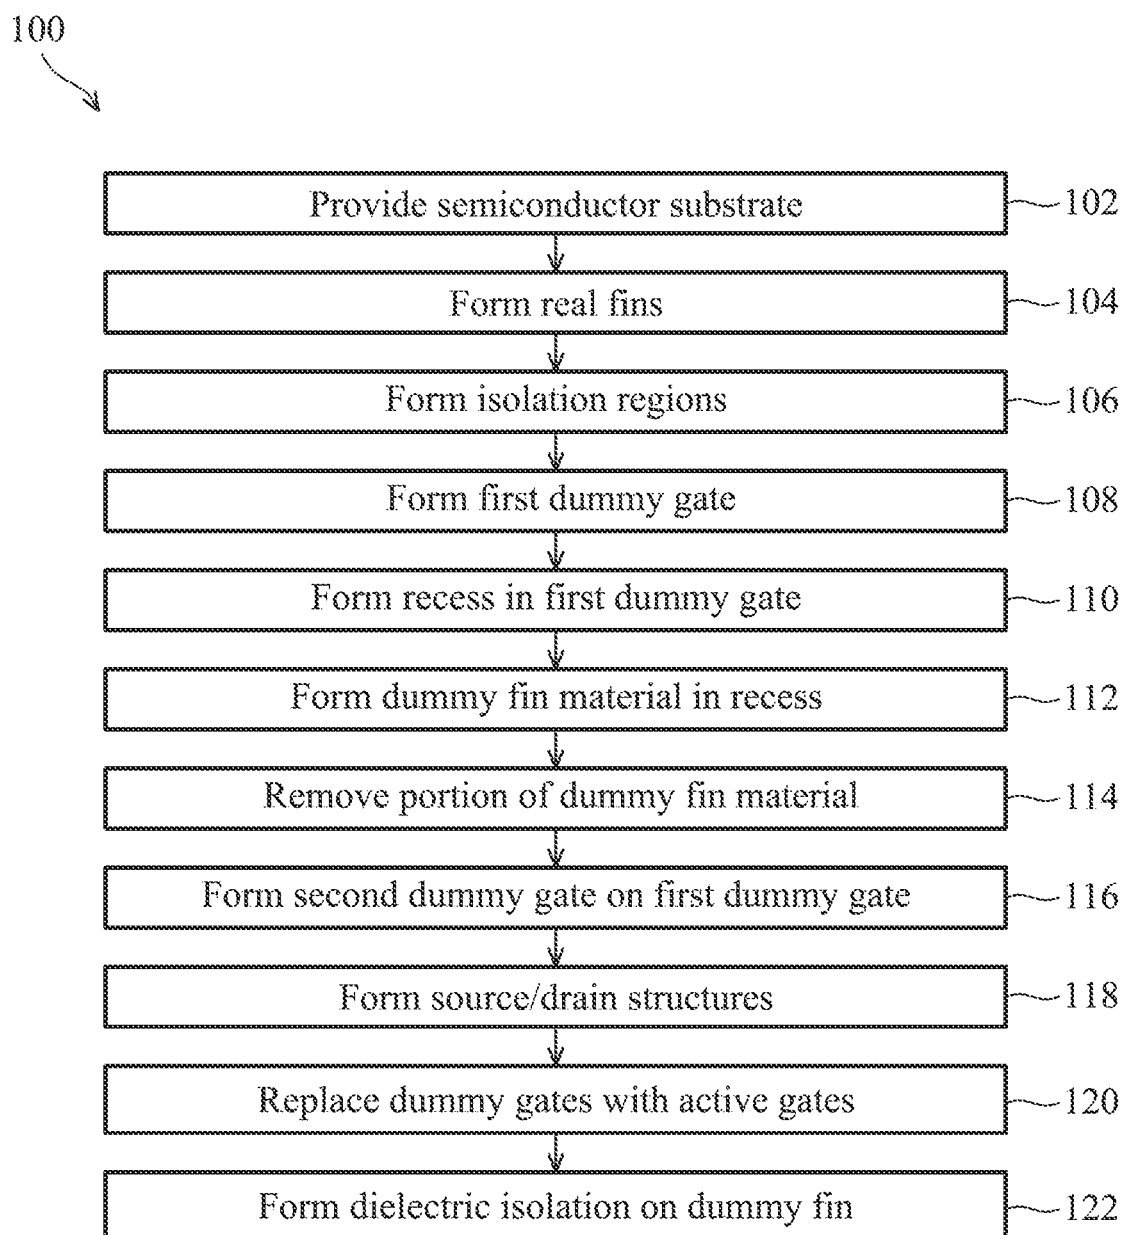 100
Provide semiconductor substrate 102
Form real fins 104
Form isolation regions 106
Form first dummy gate 108
Form recess in first dummy gate 110
Form dummy fin material in recess 112
Remove portion of dummy fin material 114
Form second dummy gate on first dummy gate 116
Form source/drain structures 118
Replace dummy gates with active gates 120
Form dielectric isolation on dummy fin 122